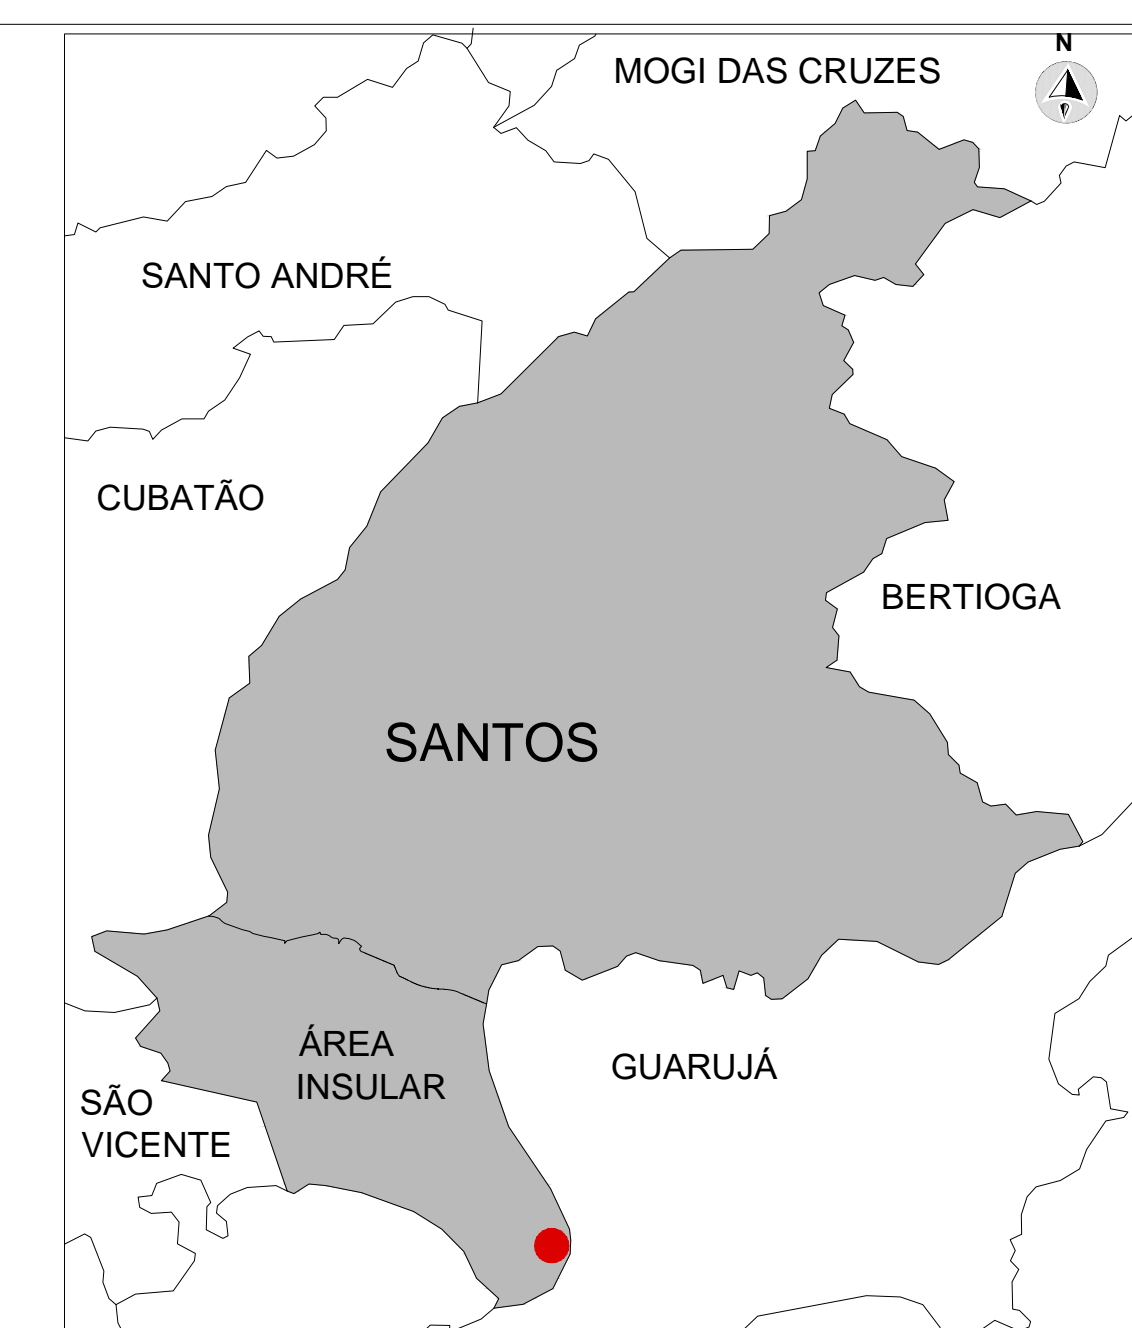 N
MOGI DAS CRUZES
SANTO ANDRÉ
CUBATÃO
BERTIOGA
SANTOS
ÁREA
INSULAR
GUARUJÁ
SÃO
VICENTE